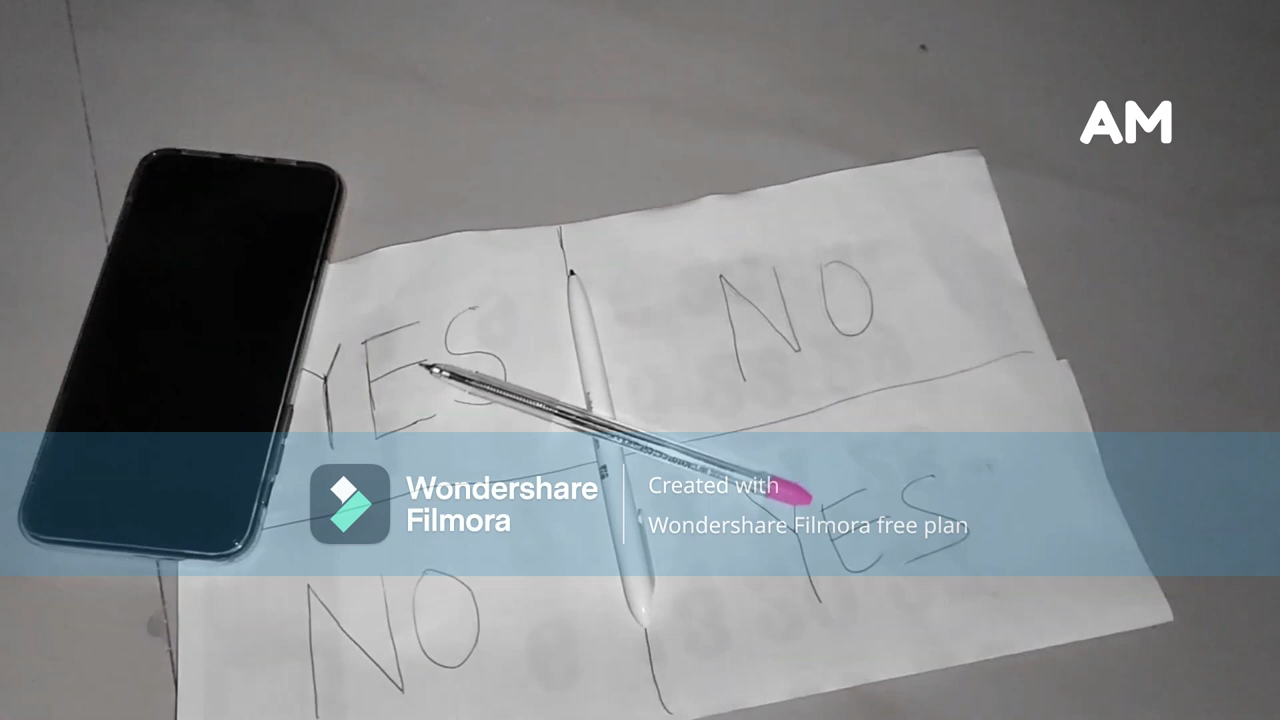 AM
YES
NO
Wondershare
Filmora
Created with
Wondershare Filmora free plan
YES
NO